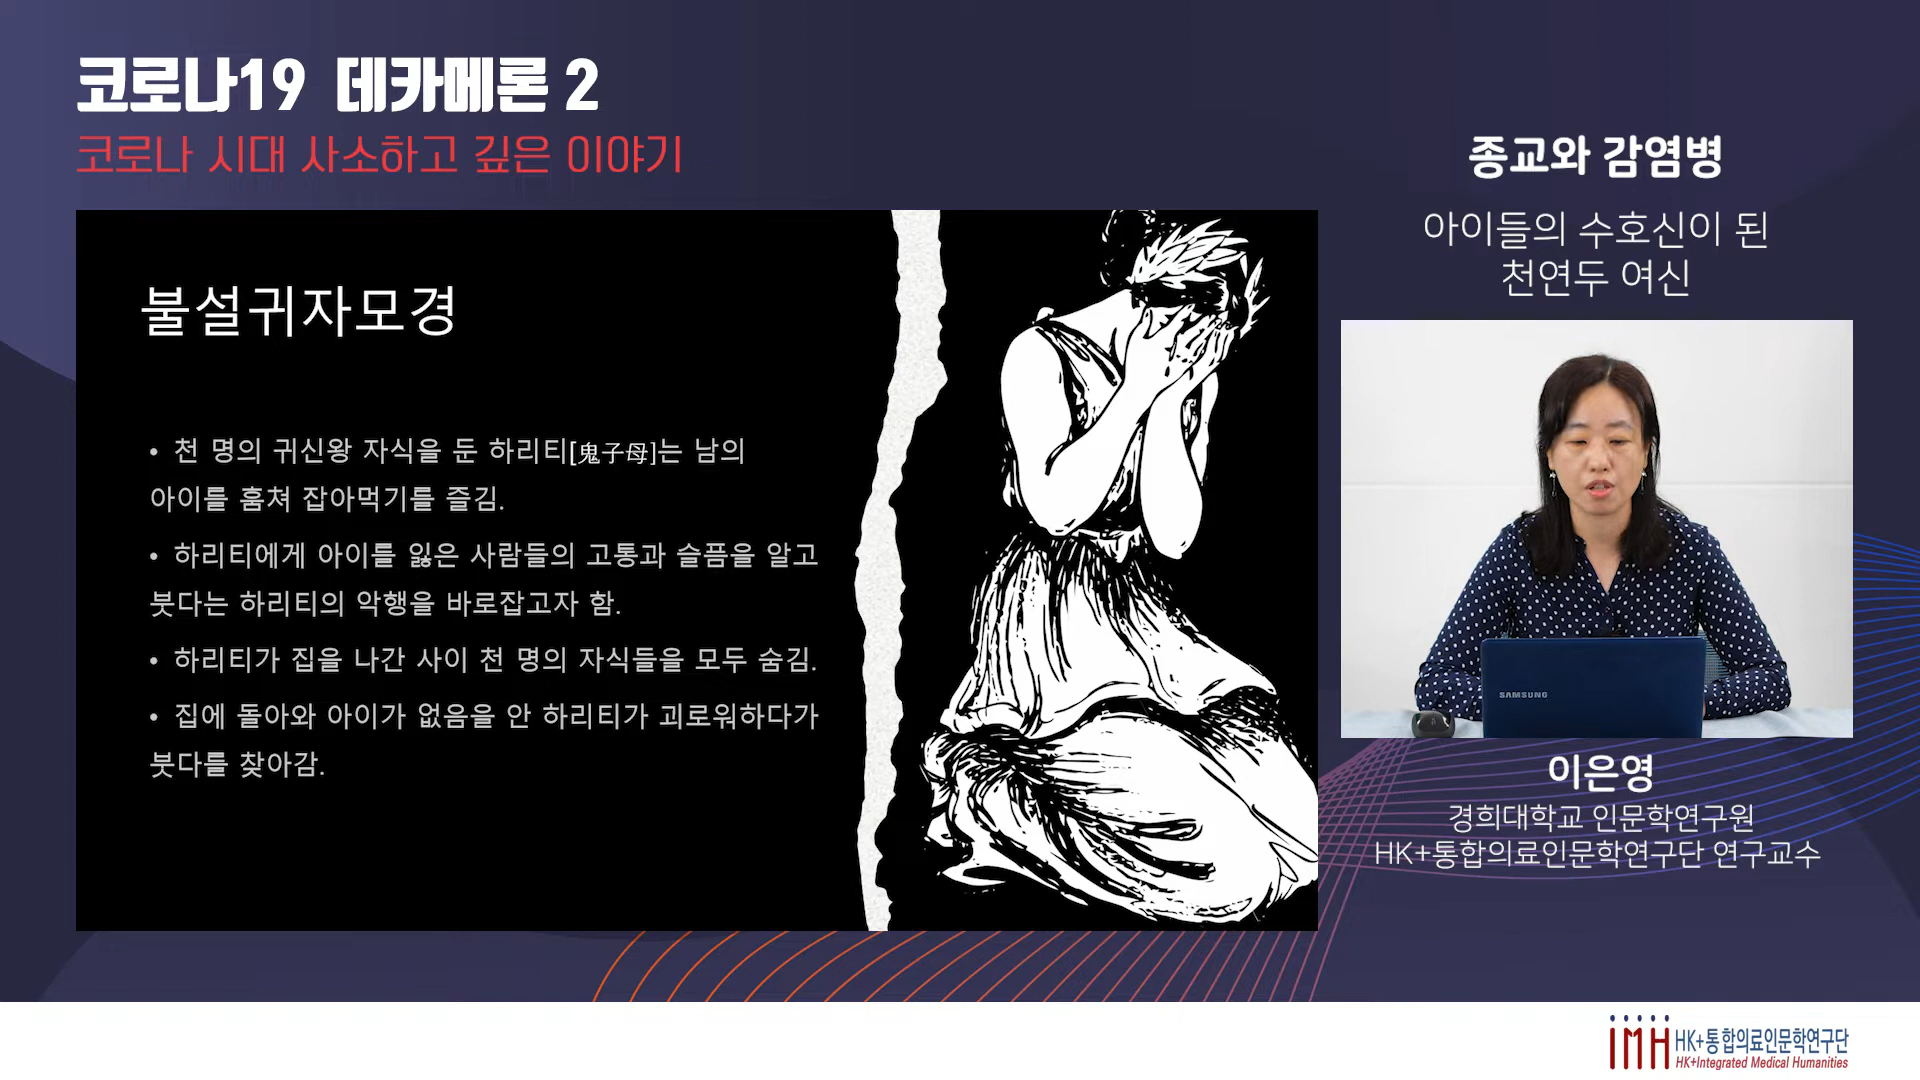 코로나19 데카메론 2
코로나 시대 사소하고 깊은 이야기
불설귀자모경
• 천 명의 귀신왕 자식을 둔 하리티[鬼子母]는 남의
아이를 훔쳐 잡아먹기를 즐김.
• 하리티에게 아이를 잃은 사람들의 고통과 슬픔을 알고
붓다는 하리티의 악행을 바로잡고자 함.
• 하리티가 집을 나간 사이 천 명의 자식들을 모두 숨김.
• 집에 돌아와 아이가 없음을 안 하리티가 괴로워하다가
붓다를 찾아감.
종교와 감염병
아이들의 수호신이 된
천연두 여신
SAMSUNG
이은영
경희대학교 인문학연구원
HK+통합의료인문학연구단 연구교수
IMH HK+통합의료인문학연구단
HK+Integrated Medical Humanities